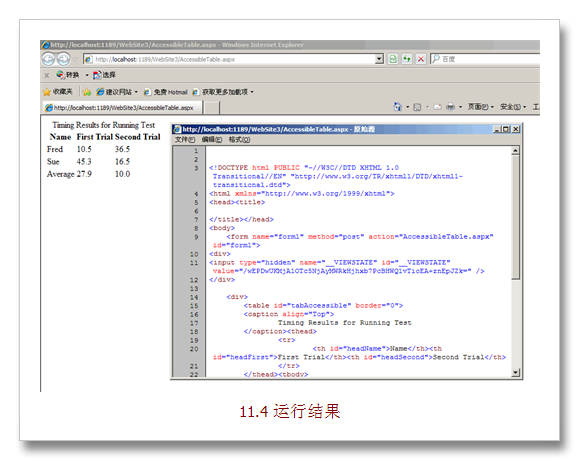 http://localhost:1189/WebSite3/AccessibleTable.aspx - Windows Internet Explorer
http://localhost:1189/WebSite3/AccessibleTable.aspx
百度
x 转换 选择
收藏夹 建议网站 免费 Hotmail 获取更多加载项
http://localhost:1189/WebSite3/AccessibleTable.aspx
页面(P) 安全(S) 工
Timing Results for Running Test
Name First Trial Second Trial
Fred 10.5 36.5
Sue 45.3 16.5
Average 27.9 10.0
http://localhost:1189/WebSite3/AccessibleTable.aspx - 原始源
文件(F) 编辑(E) 格式(O)
1
2
3 <!DOCTYPE html PUBLIC "-//W3C//DTD XHTML 1.0
Transitional//EN" "http://www.w3.org/TR/xhtml1/DTD/xhtml1-
transitional.dtd">
4 <html xmlns="http://www.w3.org/1999/xhtml">
5 <head><title>
6
7 </title></head>
8 <body>
9 <form name="form1" method="post" action="AccessibleTable.aspx"
id="form1">
10 <div>
11 <input type="hidden" name="__VIEWSTATE" id="__VIEWSTATE"
12 </div>
13
14 <div>
15 <table id="tabAccessible" border="0">
16 <caption align="Top">
17 Timing Results for Running Test
18 </caption><thead>
19 <tr>
20 <th id="headName">Name</th><th
id="headFirst">First Trial</th><th id="headSecond">Second Trial</th>
21 </tr>
22 </thead><tbody>
11.4 运行结果